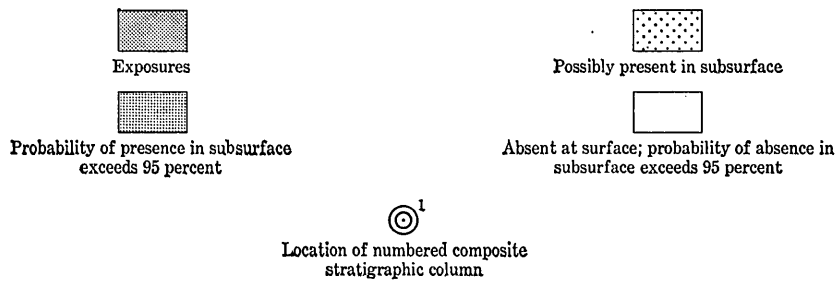 Exposures
Possibly present in subsurface
Probability of presence in subsurface
exceeds 95 percent
Absent at surface; probability of absence in
subsurface exceeds 95 percent
1
Location of numbered composite
stratigraphic column